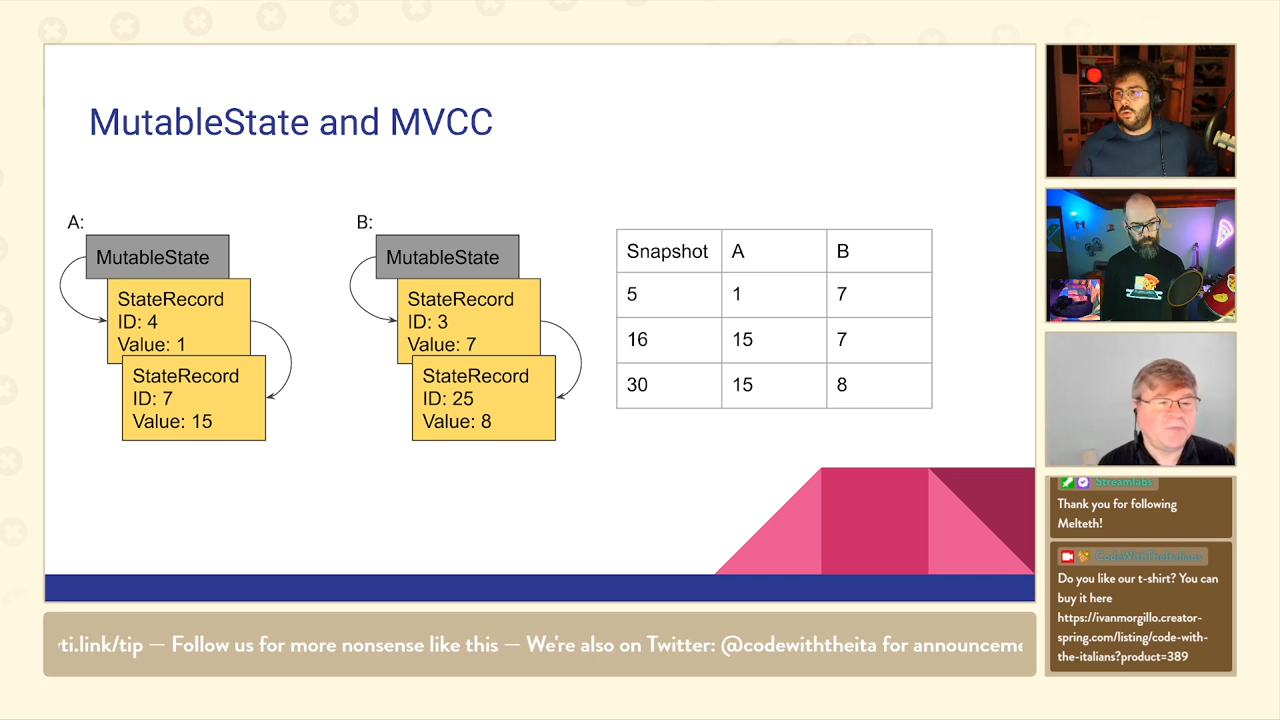 MutableState and MVCC
A:
MutableState
StateRecord
ID: 4
Value: 1
StateRecord
ID: 7
Value: 15
B:
MutableState
StateRecord
ID: 3
Value: 7
StateRecord
ID: 25
Value: 8
Snapshot A B
5 1 7
16 15 7
30 15 8
Streamlabs
Thank you for following
Melteth!
CodeWithTheItalians
Do you like our t-shirt? You can
buy it here
https://ivanmorgillo.creator-
spring.com/listing/code-with-
the-italians?product=389
ti.link/tip — Follow us for more nonsense like this — We're also on Twitter: @codewiththeita for announceme